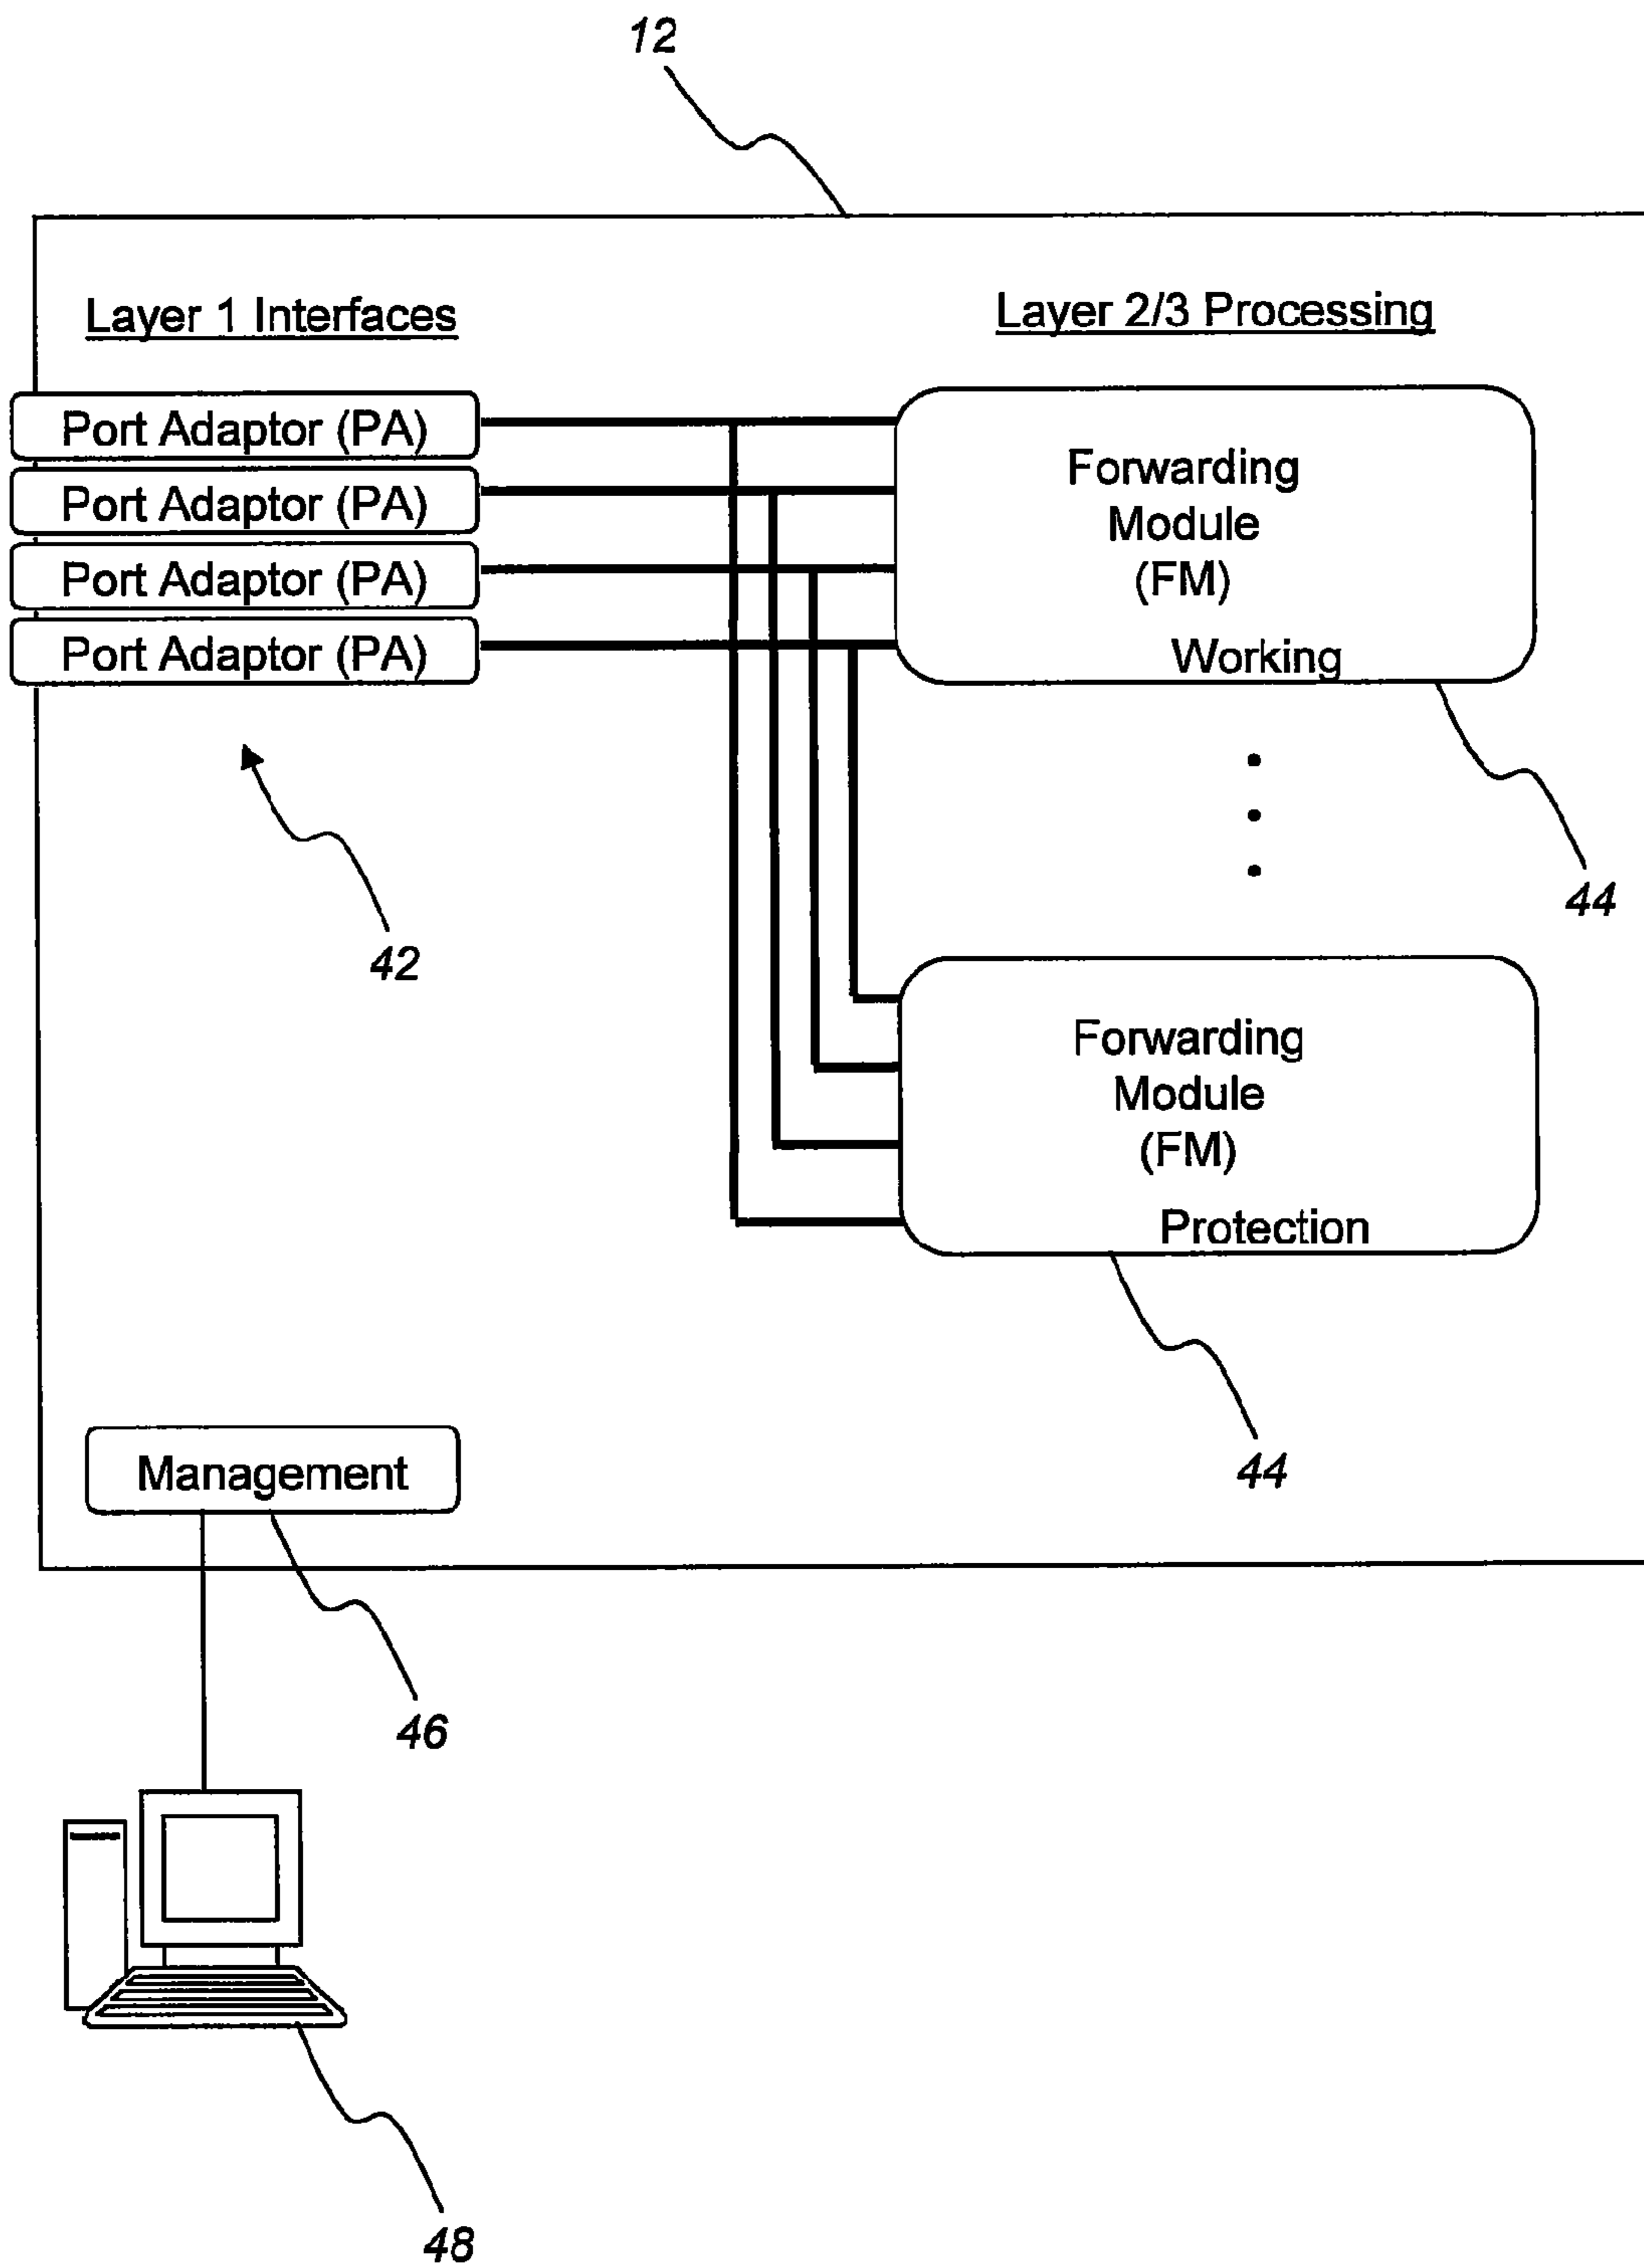 12
Layer 1 Interfaces
Layer 2/3 Processing
Port Adaptor (PA)
Port Adaptor (PA)
Port Adaptor (PA)
Port Adaptor (PA)
Forwarding
Module
(FM)
Working
44
42
Forwarding
Module
(FM)
Protection
44
Management
46
48